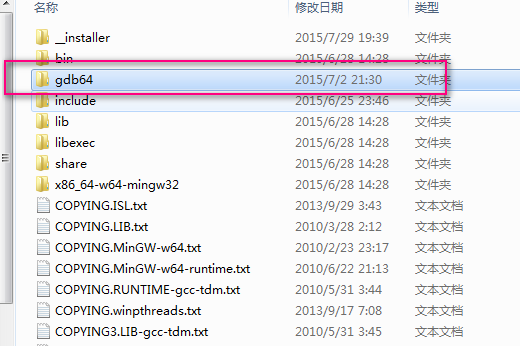 名称 修改日期 类型
__installer 2015/7/29 19:39 文件夹
bin 2015/6/28 14:28 文件夹
gdb64 2015/7/2 21:30 文件夹
include 2015/6/25 23:46 文件夹
lib 2015/6/28 14:28 文件夹
libexec 2015/6/28 14:28 文件夹
share 2015/6/28 14:28 文件夹
x86_64-w64-mingw32 2015/6/28 14:28 文件夹
COPYING.ISL.txt 2013/9/29 3:43 文本文档
COPYING.LIB.txt 2010/3/28 2:12 文本文档
COPYING.MinGW-w64.txt 2010/2/23 23:17 文本文档
COPYING.MinGW-w64-runtime.txt 2010/6/22 21:13 文本文档
COPYING.RUNTIME-gcc-tdm.txt 2010/5/31 3:44 文本文档
COPYING.winpthreads.txt 2013/9/17 7:08 文本文档
COPYING3.LIB-gcc-tdm.txt 2010/5/31 3:45 文本文档